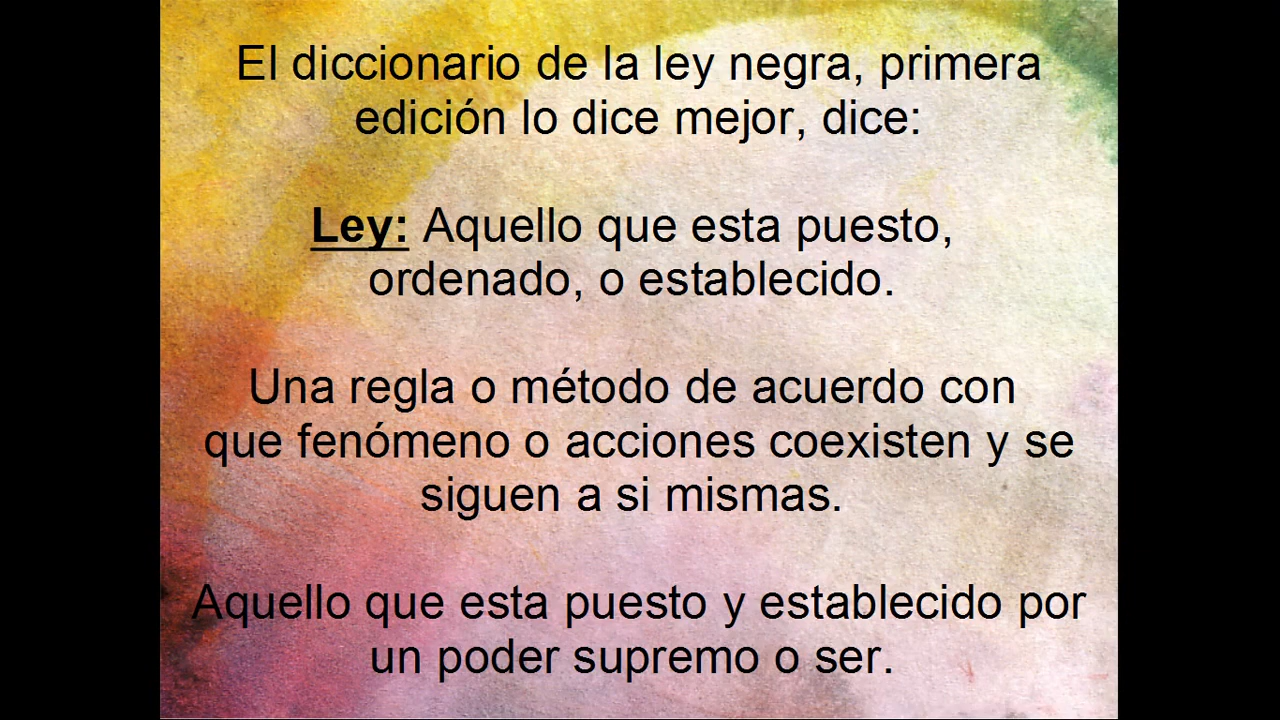 El diccionario de la ley negra, primera
edición lo dice mejor, dice:
Ley: Aquello que esta puesto,
ordenado, o establecido.
Una regla o método de acuerdo con
que fenómeno o acciones coexisten y se
siguen a si mismas.
Aquello que esta puesto y establecido por
un poder supremo o ser.